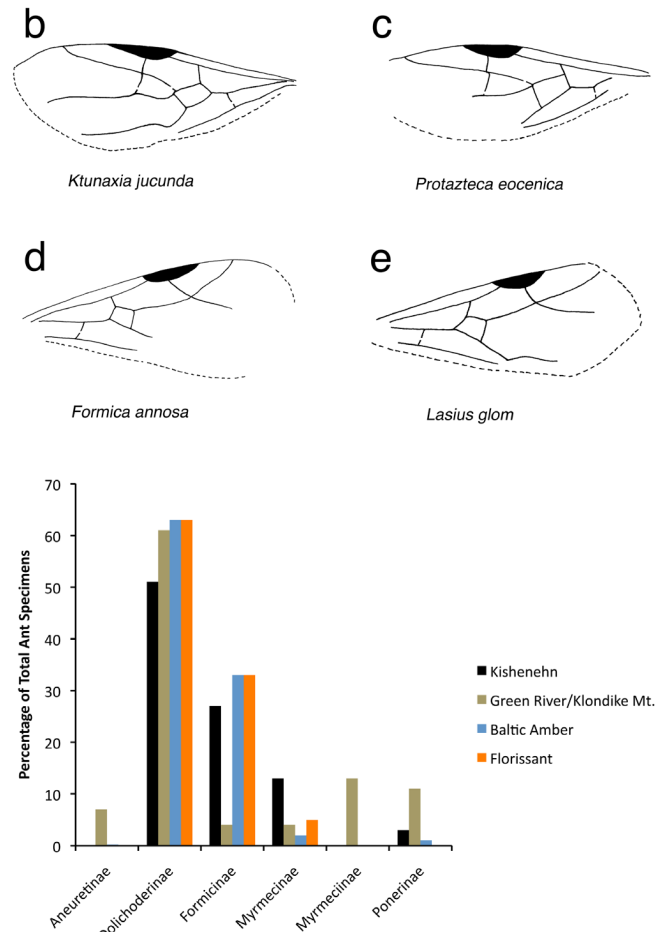 b
c
Ktunaxia jucunda
Protazteca eocenica
d
e
Formica annosa
Lasius glom
70
60
50
40
30
20
10
0
Percentage of Total Ant Specimens
Kishenehn
Green River/Klondike Mt.
Baltic Amber
Florissant
Aneuretinae
Dolichoderinae
Formicinae
Myrmecinae
Myrmeciinae
Ponerinae